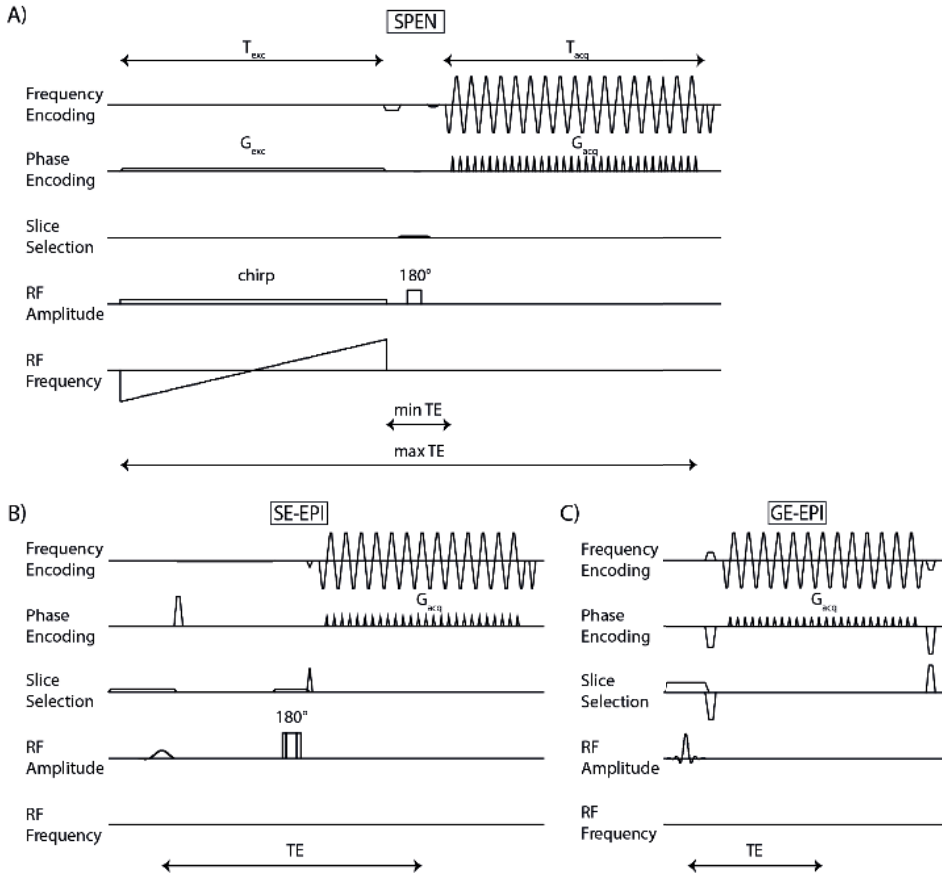 A)
SPEN
T_exc
T_acq
Frequency
Encoding
G_exc
G_acq
Phase
Encoding
Slice
Selection
chirp
180°
RF
Amplitude
RF
Frequency
min TE
max TE
B)
SE-EPI
Frequency
Encoding
G_acq
Phase
Encoding
Slice
Selection
180°
RF
Amplitude
RF
Frequency
TE
C)
GE-EPI
Frequency
Encoding
G_acq
Phase
Encoding
Slice
Selection
RF
Amplitude
RF
Frequency
TE